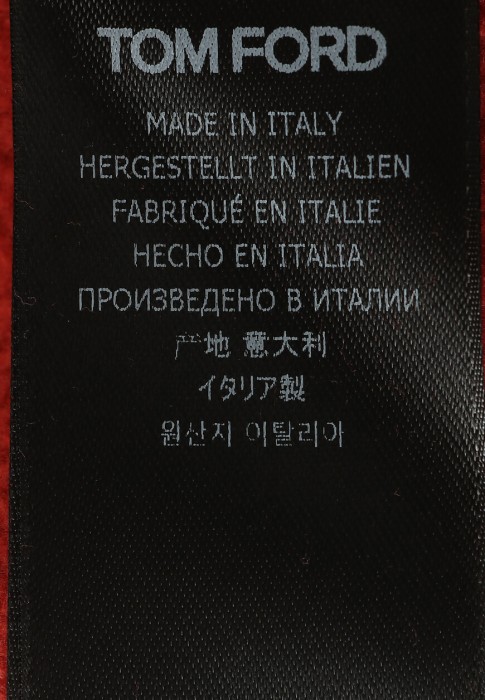 TOM FORD
MADE IN ITALY
HERGESTELLT IN ITALIEN
FABRIQUÉ EN ITALIE
HECHO EN ITALIA
ПРОИЗВЕДЕНО В ИТАЛИИ
产地 意大利
イタリア製
원산지 이탈리아